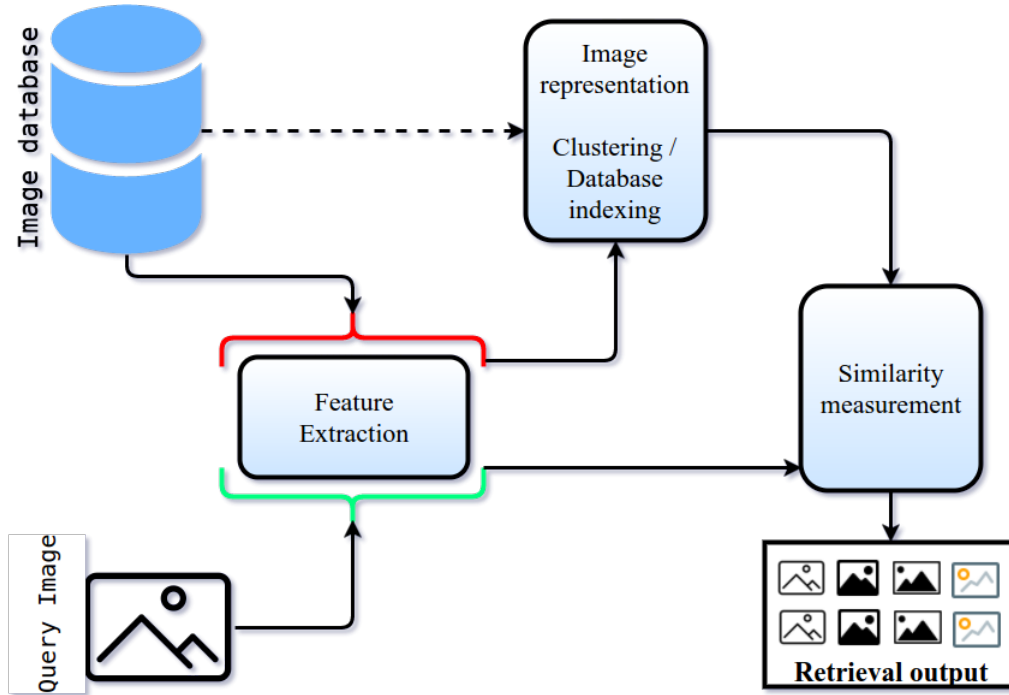 Image database
Image
representation
Clustering /
Database
indexing
Feature
Extraction
Similarity
measurement
Query Image
Retrieval output